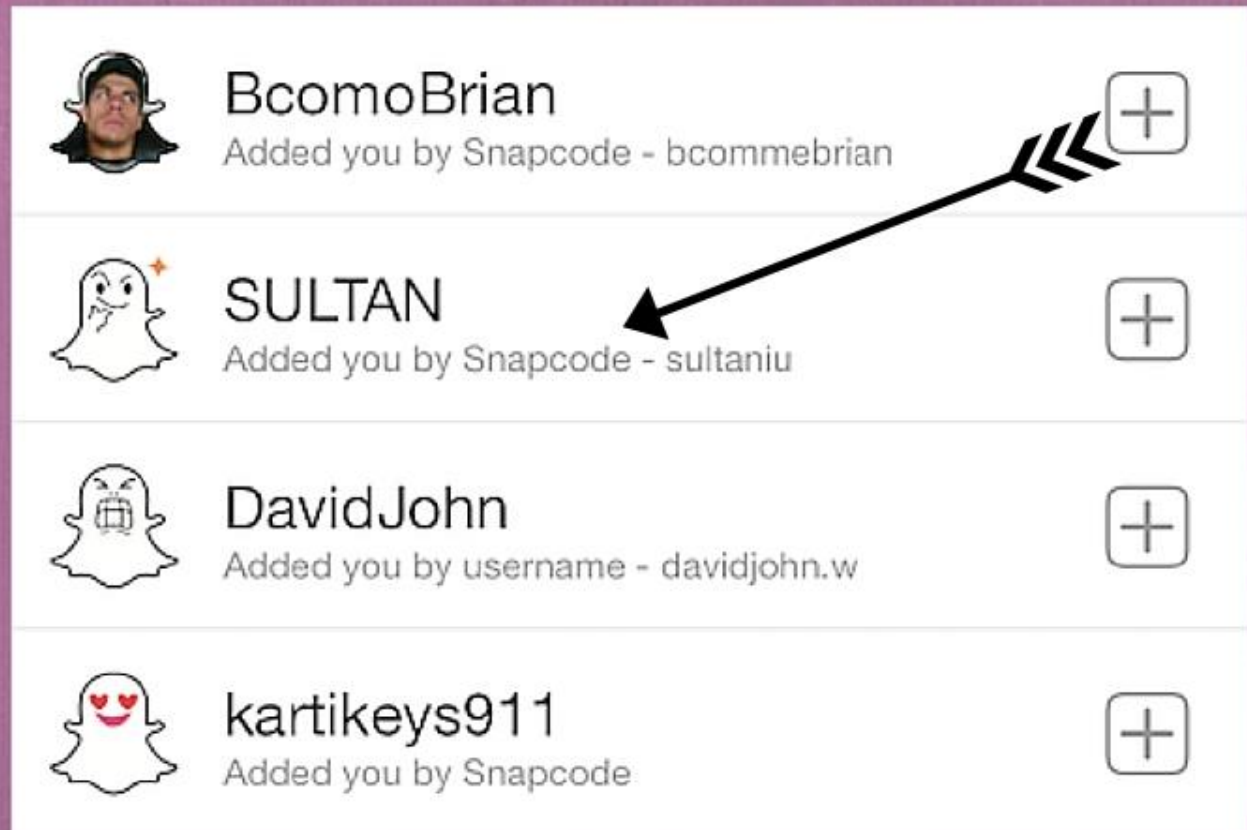 BcomoBrian
Added you by Snapcode - bcommebrian
SULTAN
Added you by Snapcode - sultaniu
DavidJohn
Added you by username - davidjohn.w
kartikeys911
Added you by Snapcode